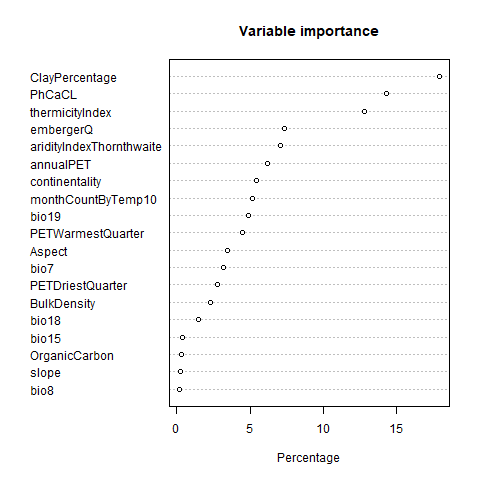 Variable importance
ClayPercentage
PhCaCL
thermicityIndex
embergerQ
aridityIndexThornthwaite
annualPET
continentality
monthCountByTemp10
bio19
PETWarmestQuarter
Aspect
bio7
PETDriestQuarter
BulkDensity
bio18
bio15
OrganicCarbon
slope
bio8
0 5 10 15
Percentage